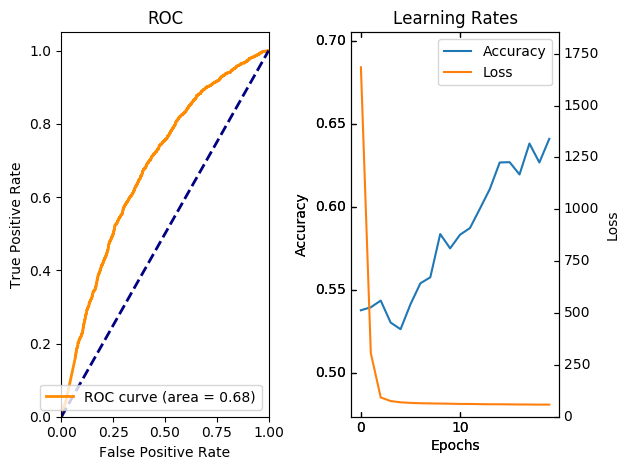 ROC
True Positive Rate
1.0
0.8
0.6
0.4
0.2
0.0
0.00
0.25
0.50
0.75
1.00
False Positive Rate
ROC curve (area = 0.68)
Learning Rates
Accuracy
Loss
Accuracy
0.70
0.65
0.60
0.55
0.50
0
10
Epochs
1750
1500
1250
1000
750
500
250
0
Loss